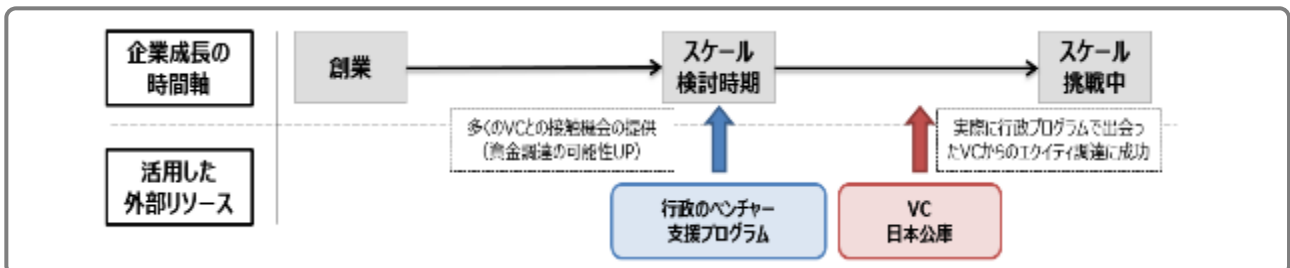 企業成長の
時間軸
創業
スケール
検討時期
スケール
挑戦中
多くのVCとの接触機会の提供
（資金調達の可能性UP）
実際に行政プログラムで出会っ
たVCからのエクイティ調達に成功
活用した
外部リソース
行政のベンチャー
支援プログラム
VC
日本公庫